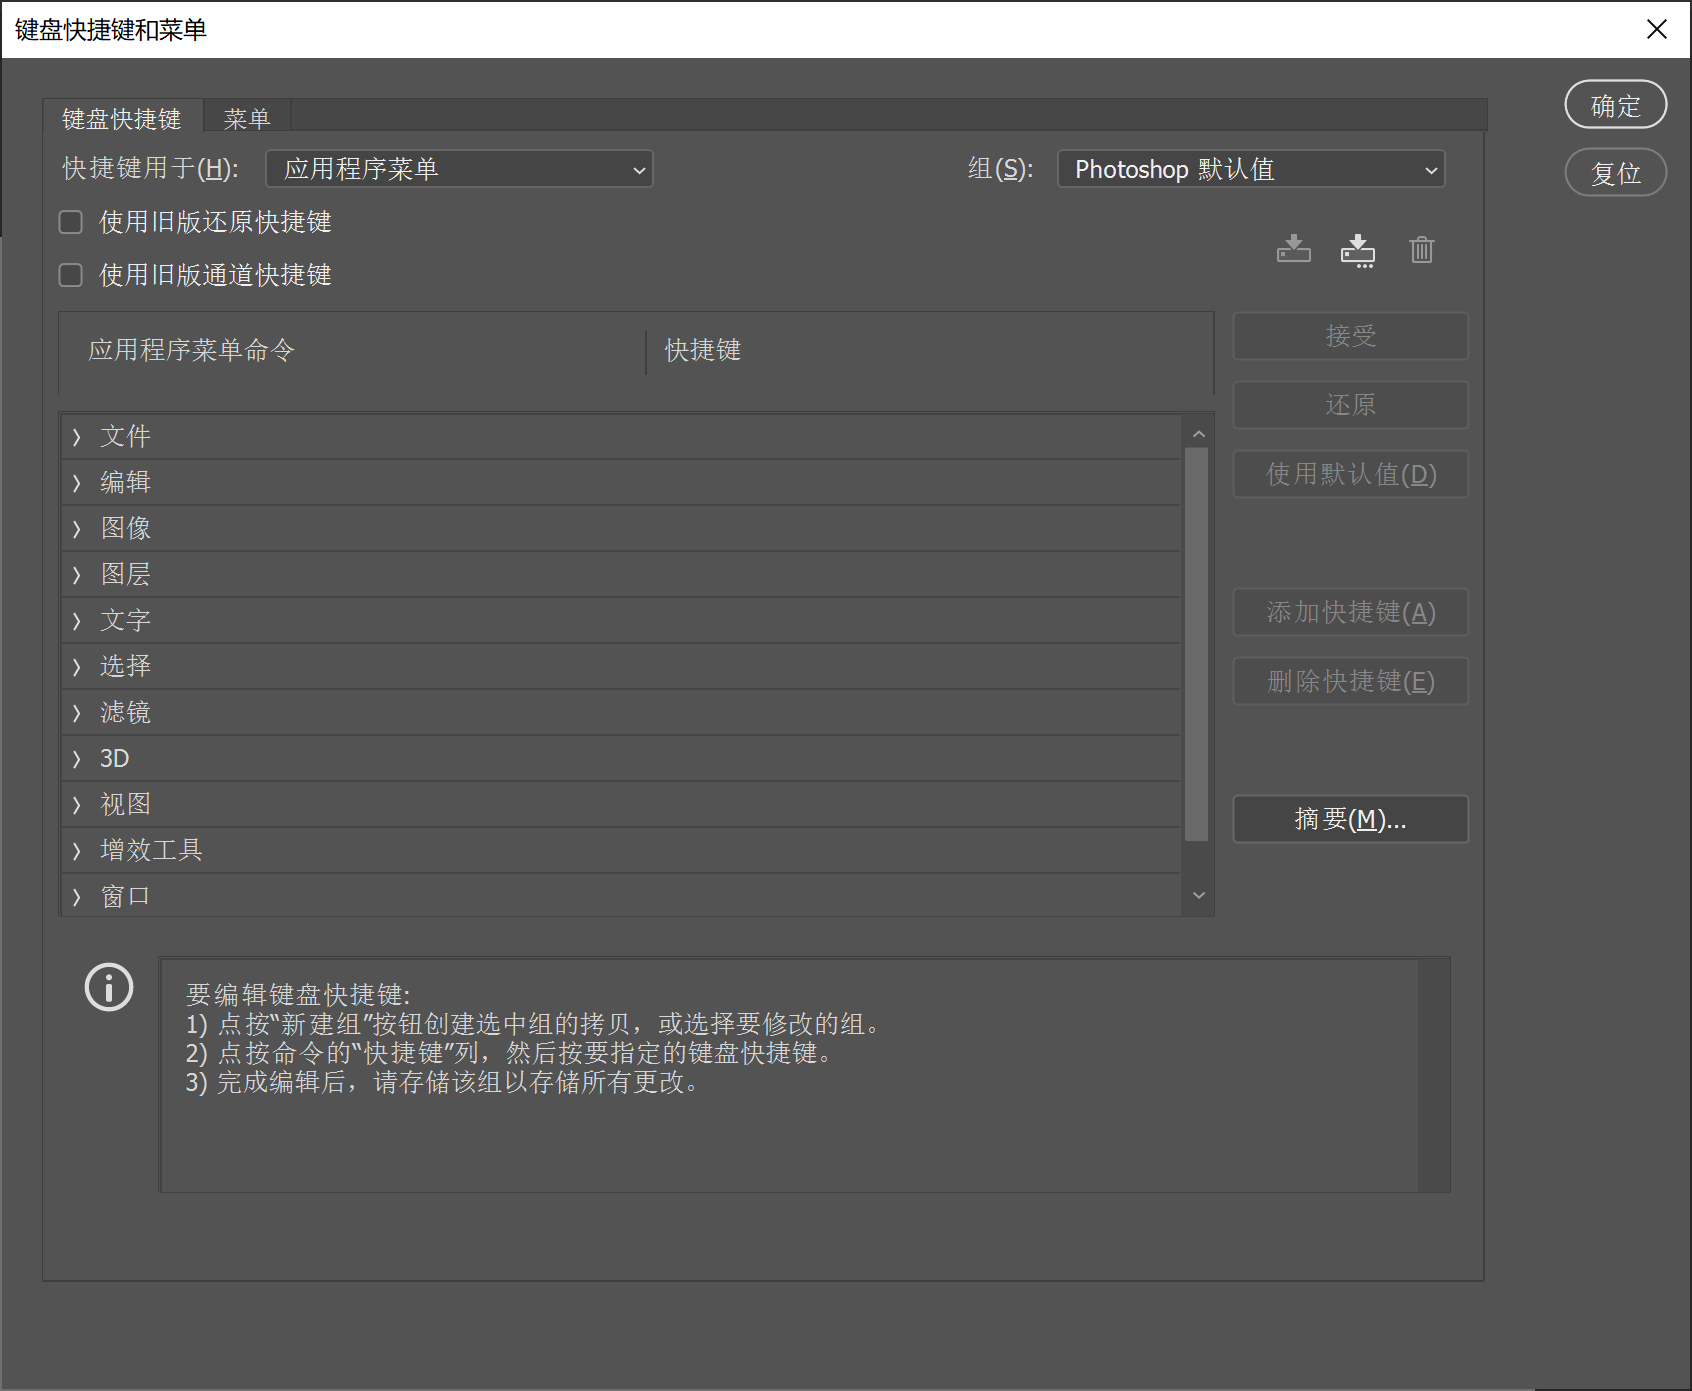 键盘快捷键和菜单
确定
复位
键盘快捷键 菜单
快捷键用于(H): 应用程序菜单 组(S): Photoshop 默认值
使用旧版还原快捷键
使用旧版通道快捷键
应用程序菜单命令 快捷键
接受
还原
使用默认值(D)
添加快捷键(A)
删除快捷键(E)
摘要(M)...
文件
编辑
图像
图层
文字
选择
滤镜
3D
视图
增效工具
窗口
要编辑键盘快捷键:
1) 点按“新建组”按钮创建选中组的拷贝，或选择要修改的组。
2) 点按命令的“快捷键”列，然后按要指定的键盘快捷键。
3) 完成编辑后，请存储该组以存储所有更改。